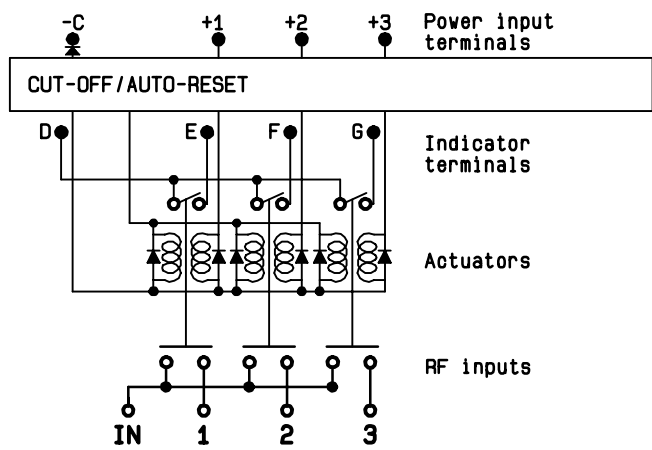 -C +1 +2 +3 Power input
terminals
CUT-OFF/AUTO-RESET
D E F G Indicator
terminals
Actuators
RF inputs
IN 1 2 3